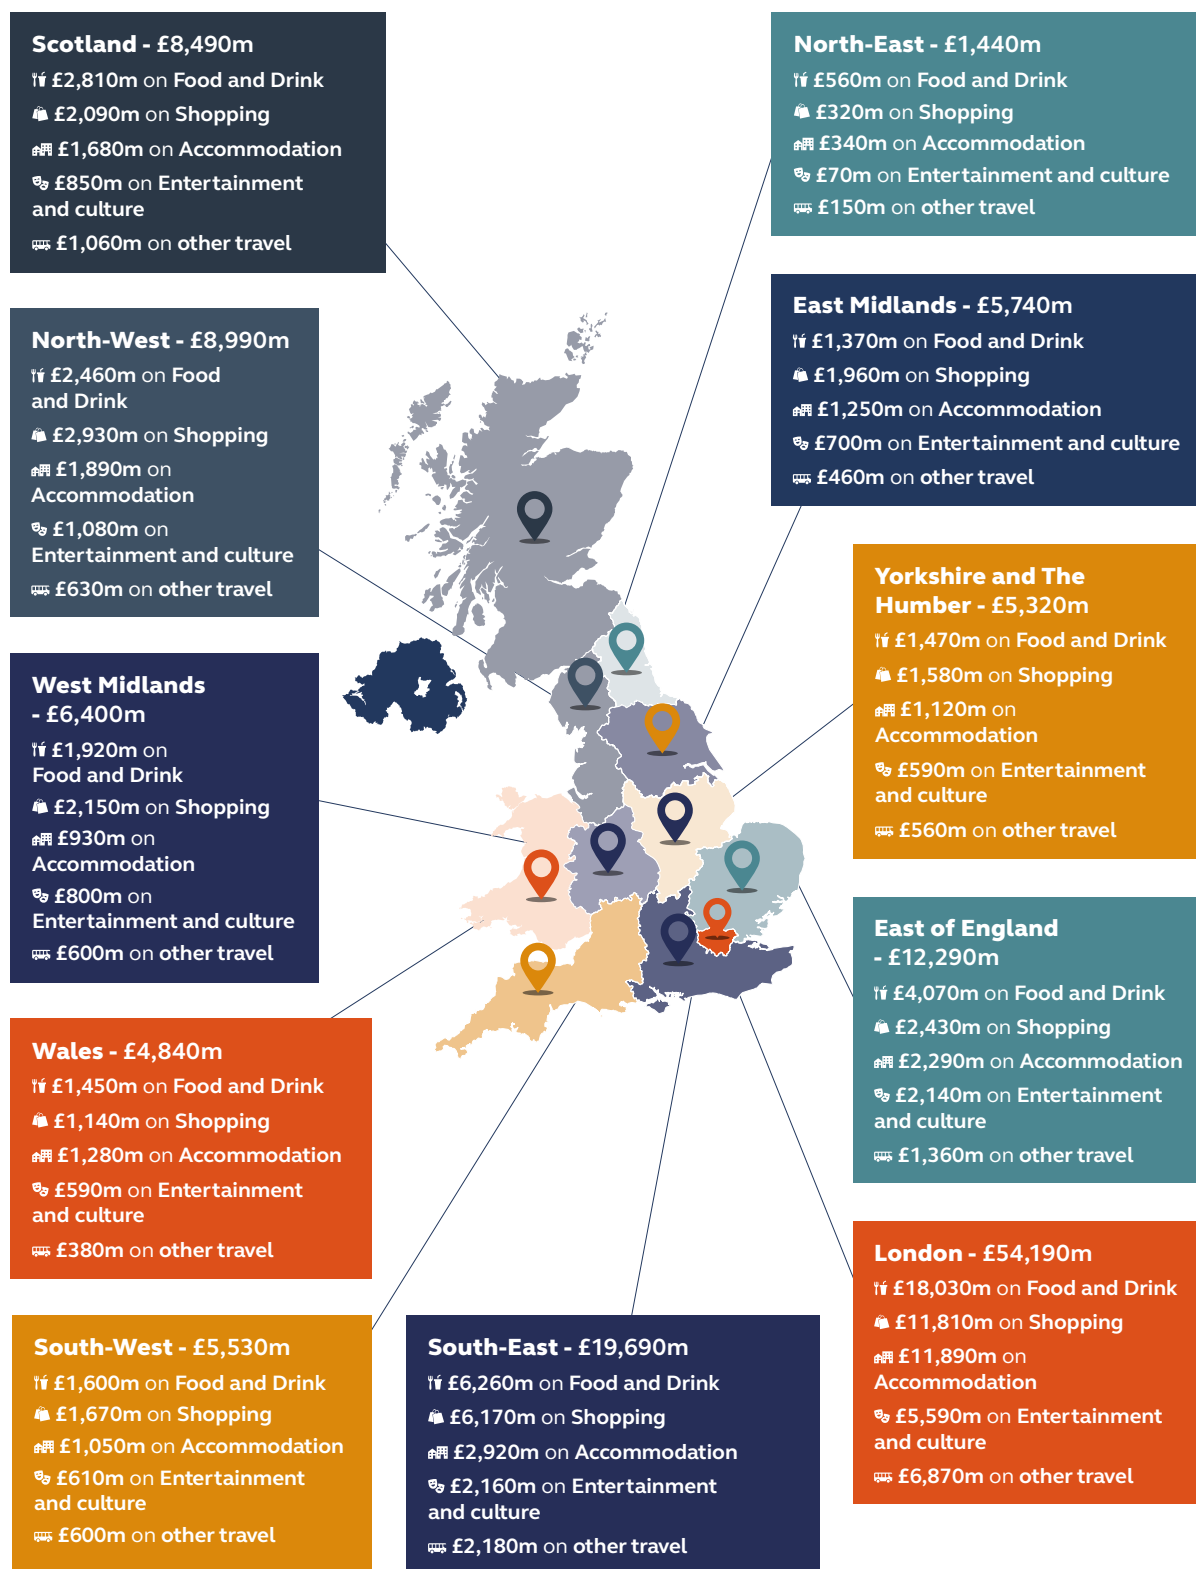 Scotland - £8,490m
£2,810m on Food and Drink
£2,090m on Shopping
£1,680m on Accommodation
£850m on Entertainment
and culture
£1,060m on other travel
North-West - £8,990m
£2,460m on Food
and Drink
£2,930m on Shopping
£1,890m on
Accommodation
£1,080m on
Entertainment and culture
£630m on other travel
West Midlands
- £6,400m
£1,920m on
Food and Drink
£2,150m on Shopping
£930m on
Accommodation
£800m on
Entertainment and culture
£600m on other travel
Wales - £4,840m
£1,450m on Food and Drink
£1,140m on Shopping
£1,280m on Accommodation
£590m on Entertainment
and culture
£380m on other travel
South-West - £5,530m
£1,600m on Food and Drink
£1,670m on Shopping
£1,050m on Accommodation
£610m on Entertainment
and culture
£600m on other travel
South-East - £19,690m
£6,260m on Food and Drink
£6,170m on Shopping
£2,920m on Accommodation
£2,160m on Entertainment
and culture
£2,180m on other travel
North-East - £1,440m
£560m on Food and Drink
£320m on Shopping
£340m on Accommodation
£70m on Entertainment and culture
£150m on other travel
East Midlands - £5,740m
£1,370m on Food and Drink
£1,960m on Shopping
£1,250m on Accommodation
£700m on Entertainment and culture
£460m on other travel
Yorkshire and The
Humber - £5,320m
£1,470m on Food and Drink
£1,580m on Shopping
£1,120m on
Accommodation
£590m on Entertainment
and culture
£560m on other travel
East of England
- £12,290m
£4,070m on Food and Drink
£2,430m on Shopping
£2,290m on Accommodation
£2,140m on Entertainment
and culture
£1,360m on other travel
London - £54,190m
£18,030m on Food and Drink
£11,810m on Shopping
£11,890m on
Accommodation
£5,590m on Entertainment
and culture
£6,870m on other travel